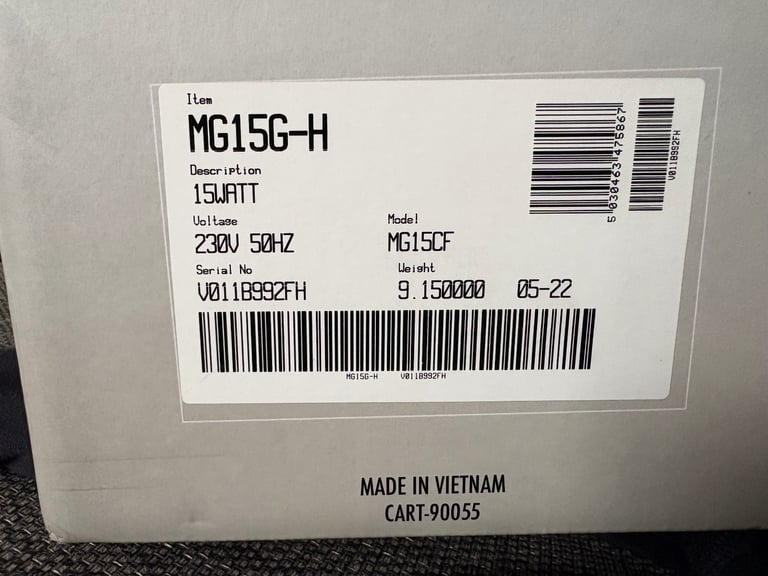 Item
MG15G-H
Description
15WATT
Voltage
230V 50HZ
Model
MG15CF
Serial No
V011B992FH
Weight
9.150000 05-22
MG15G-H V011B992FH
5 030463 475867
V011B992FH
MADE IN VIETNAM
CART-90055